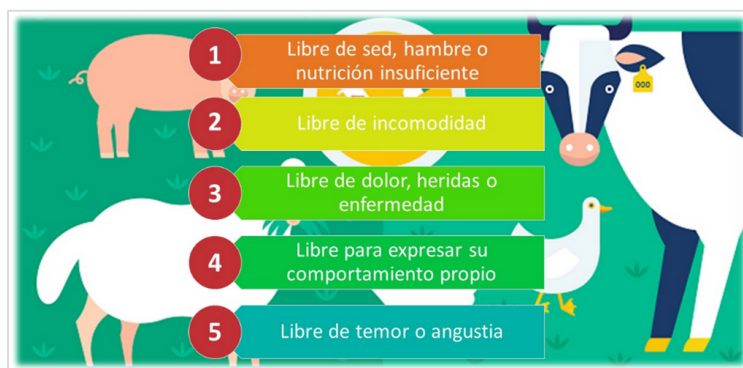 1
Libre de sed, hambre o
nutrición insuficiente
2
Libre de incomodidad
3
Libre de dolor, heridas o
enfermedad
4
Libre para expresar su
comportamiento propio
5
Libre de temor o angustia
000